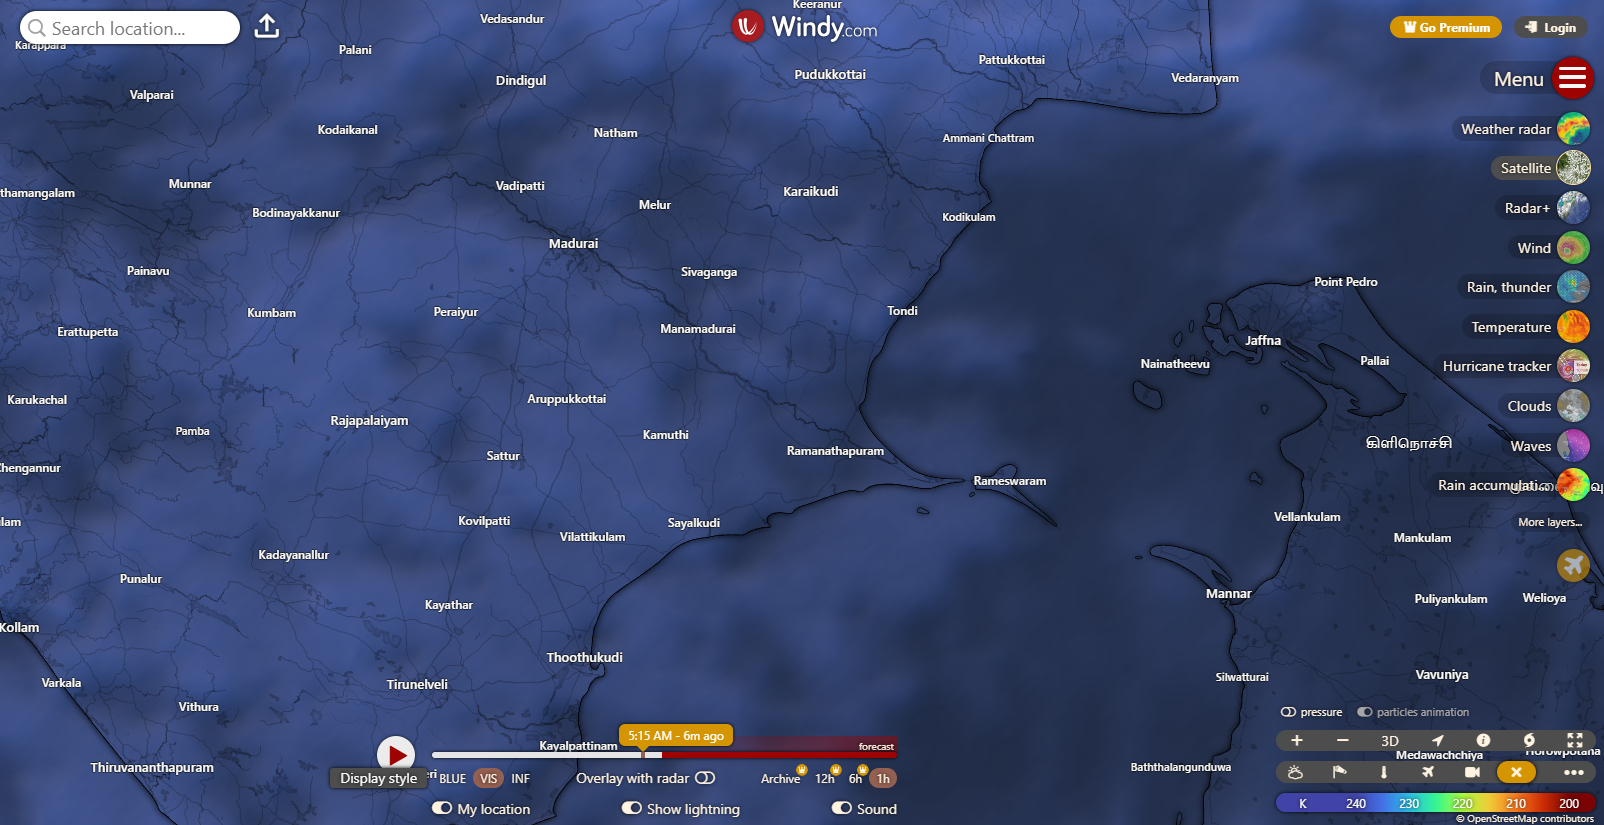 Search location...
Windy.com
Go Premium
Login
Menu
Weather radar
Satellite
Radar+
Wind
Rain, thunder
Temperature
Hurricane tracker
Clouds
Waves
Rain accumulati...
More layers...
Keeranur
Vedasandur
Karappara
Palani
Dindigul
Pudukkottai
Pattukkottai
Vedaranyam
Valparai
Kodaikanal
Natham
Ammani Chattram
thamangalam
Munnar
Vadipatti
Karaikudi
Bodinayakkanur
Melur
Kodikulam
Madurai
Painavu
Sivaganga
Point Pedro
Kumbam
Peraiyur
Tondi
Erattupetta
Manamadurai
Jaffna
Nainatheevu
Pallai
Karukachal
Aruppukkottai
Rajapalaiyam
Pamba
Kamuthi
கிளிநொச்சி
Sattur
Ramanathapuram
Chengannur
Rameswaram
lam
Kovilpatti
Sayalkudi
Vellankulam
Vilattikulam
Mankulam
Kadayanallur
Punalur
Mannar
Kayathar
Puliyankulam
Welioya
Kollam
Thoothukudi
Varkala
Tirunelveli
Silwatturai
Vavuniya
Vithura
Kayalpattinam
Thiruvananthapuram
Baththalangunduwa
Medawachchiya
Horowpotana
5:15 AM - 6m ago
forecast
Display style
eri
BLUE
VIS
INF
Overlay with radar
Archive
12h
6h
1h
My location
Show lightning
Sound
pressure
particles animation
3D
K 240 230 220 210 200
© OpenStreetMap contributors